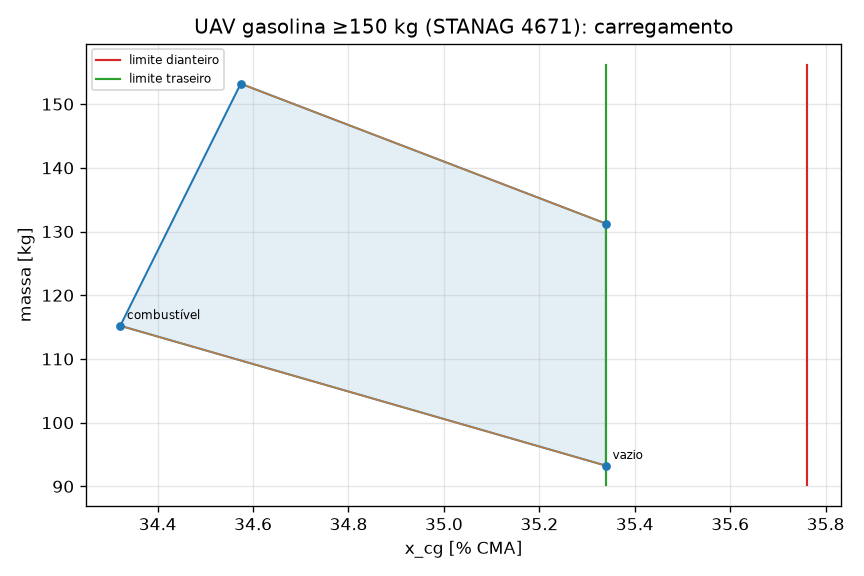 UAV gasolina ≥150 kg (STANAG 4671): carregamento
limite dianteiro
limite traseiro
150
140
130
120
110
100
90
massa [kg]
combustível
vazio
34.4 34.6 34.8 35.0 35.2 35.4 35.6 35.8
x_cg [% CMA]